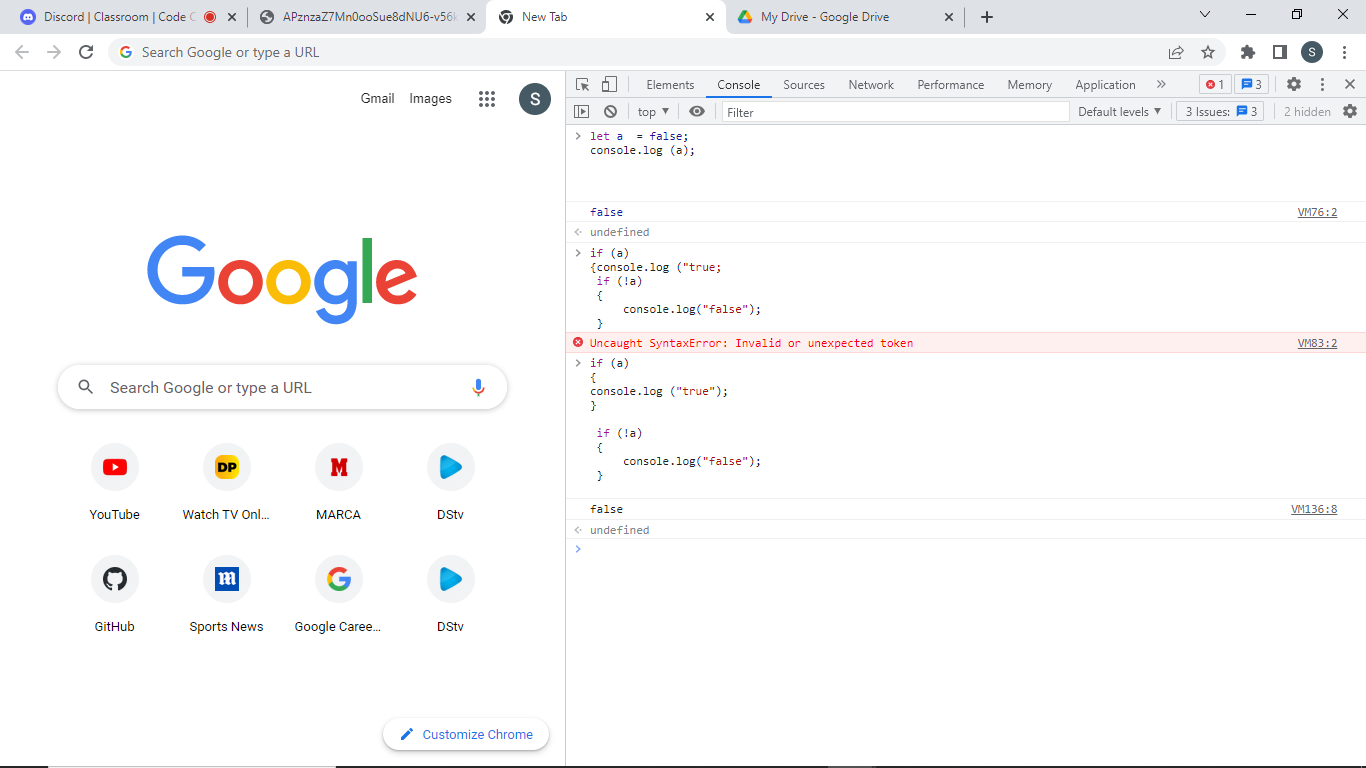 Discord | Classroom | Code C
APznzaZ7Mn0ooSue8dNU6-v56k
New Tab
My Drive - Google Drive
Search Google or type a URL
S
Gmail
Images
S
Google
Search Google or type a URL
YouTube
DP
Watch TV Onl...
M
MARCA
DStv
GitHub
m
Sports News
G
Google Caree...
DStv
Customize Chrome
Elements
Console
Sources
Network
Performance
Memory
Application
1
3
top
Filter
Default levels
3 Issues:
3
2 hidden
let a  = false;
console.log (a);
false
VM76:2
undefined
if (a)
{console.log ("true;
if (!a)
{
console.log("false");
}
Uncaught SyntaxError: Invalid or unexpected token
VM83:2
if (a)
{
console.log ("true");
}
if (!a)
{
console.log("false");
}
false
VM136:8
undefined